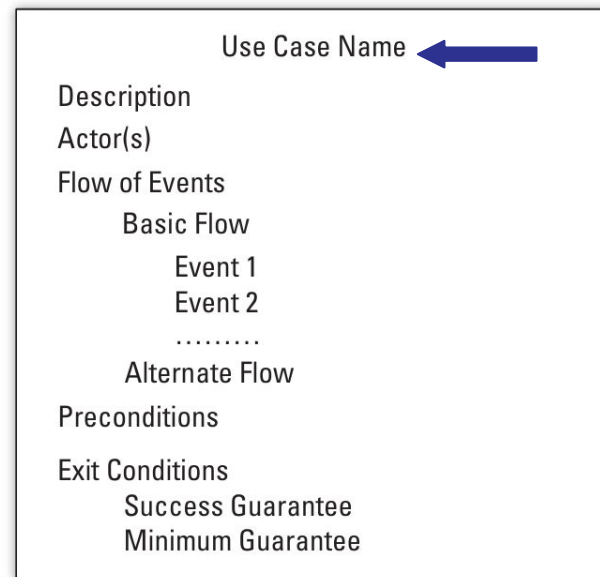 Use Case Name
Description
Actor(s)
Flow of Events
Basic Flow
Event 1
Event 2
.........
Alternate Flow
Preconditions
Exit Conditions
Success Guarantee
Minimum Guarantee